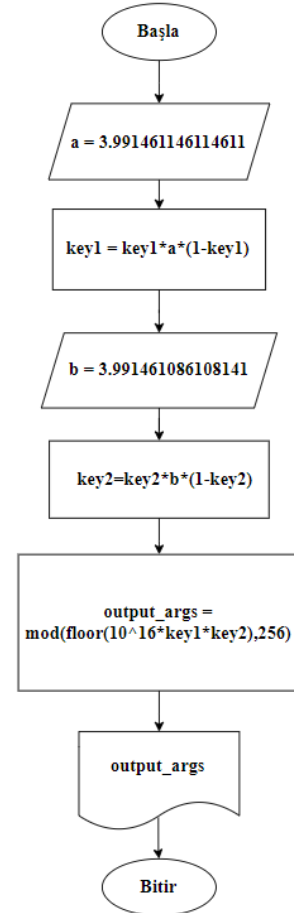 Başla
a = 3.991461146114611
key1 = key1*a*(1-key1)
b = 3.991461086108141
key2=key2*b*(1-key2)
output_args =
mod(floor(10^16*key1*key2),256)
output_args
Bitir